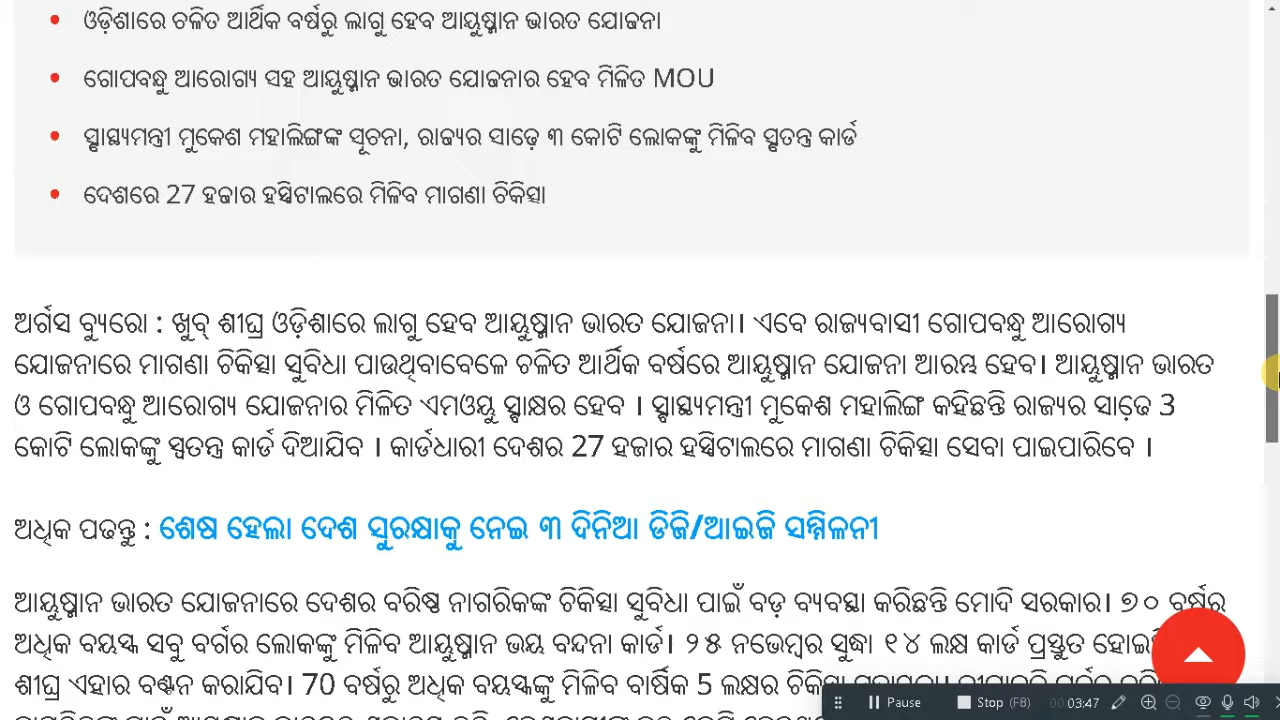 ଓଡ଼ିଶାରେ ଚଳିତ ଆର୍ଥିକ ବର୍ଷରୁ ଲାଗୁ ହେବ ଆୟୁଷ୍ମାନ ଭାରତ ଯୋଜନା
ଗୋପବନ୍ଧୁ ଆରୋଗ୍ୟ ସହ ଆୟୁଷ୍ମାନ ଭାରତ ଯୋଜନାର ହେବ ମିଳିତ MOU
ସ୍ବାସ୍ଥ୍ୟମନ୍ତ୍ରୀ ମୁକେଶ ମହାଲିଙ୍ଗଙ୍କ ସୂଚନା, ରାଜ୍ୟର ସାଢ଼େ ୩ କୋଟି ଲୋକଙ୍କୁ ମିଳିବ ସ୍ବତନ୍ତ୍ର କାର୍ଡ
ଦେଶରେ 27 ହଜାର ହସ୍ପିଟାଲରେ ମିଳିବ ମାଗଣା ଚିକିତ୍ସା
ଅର୍ଗସ ବ୍ୟୁରୋ : ଖୁବ୍ ଶୀଘ୍ର ଓଡ଼ିଶାରେ ଲାଗୁ ହେବ ଆୟୁଷ୍ମାନ ଭାରତ ଯୋଜନା। ଏବେ ରାଜ୍ୟବାସୀ ଗୋପବନ୍ଧୁ ଆରୋଗ୍ୟ
ଯୋଜନାରେ ମାଗଣା ଚିକିତ୍ସା ସୁବିଧା ପାଉଥିବାବେଳେ ଚଳିତ ଆର୍ଥିକ ବର୍ଷରେ ଆୟୁଷ୍ମାନ ଯୋଜନା ଆରମ୍ଭ ହେବ। ଆୟୁଷ୍ମାନ ଭାରତ
ଓ ଗୋପବନ୍ଧୁ ଆରୋଗ୍ୟ ଯୋଜନାର ମିଳିତ ଏମଓୟୁ ସ୍ବାକ୍ଷର ହେବ । ସ୍ବାସ୍ଥ୍ୟମନ୍ତ୍ରୀ ମୁକେଶ ମହାଲିଙ୍ଗ କହିଛନ୍ତି ରାଜ୍ୟର ସାଢ଼େ 3
କୋଟି ଲୋକଙ୍କୁ ସ୍ୱତନ୍ତ୍ର କାର୍ଡ ଦିଆଯିବ । କାର୍ଡଧାରୀ ଦେଶର 27 ହଜାର ହସ୍ପିଟାଲରେ ମାଗଣା ଚିକିତ୍ସା ସେବା ପାଇପାରିବେ ।
ଅଧିକ ପଢନ୍ତୁ : ଶେଷ ହେଲା ଦେଶ ସୁରକ୍ଷାକୁ ନେଇ ୩ ଦିନିଆ ଡିଜି/ଆଇଜି ସମ୍ମିଳନୀ
ଆୟୁଷ୍ମାନ ଭାରତ ଯୋଜନାରେ ଦେଶର ବରିଷ୍ଠ ନାଗରିକଙ୍କ ଚିକିତ୍ସା ସୁବିଧା ପାଇଁ ବଡ଼ ବ୍ୟବସ୍ଥା କରିଛନ୍ତି ମୋଦି ସରକାର। ୭୦ ବର୍ଷରୁ
ଅଧିକ ବୟସ୍କ ସବୁ ବର୍ଗର ଲୋକଙ୍କୁ ମିଳିବ ଆୟୁଷ୍ମାନ ଭୟ ବନ୍ଦନା କାର୍ଡ। ୨୫ ନଭେମ୍ବର ସୁଦ୍ଧା ୧୪ ଲକ୍ଷ କାର୍ଡ ପ୍ରସ୍ତୁତ
ଶୀଘ୍ର ଏହାର ବଣ୍ଟନ କରାଯିବ। 70 ବର୍ଷରୁ ଅଧିକ ବୟସ୍କଙ୍କୁ ମିଳିବ ବାର୍ଷିକ 5 ଲକ୍ଷର
Pause Stop (F8) 00:03:47